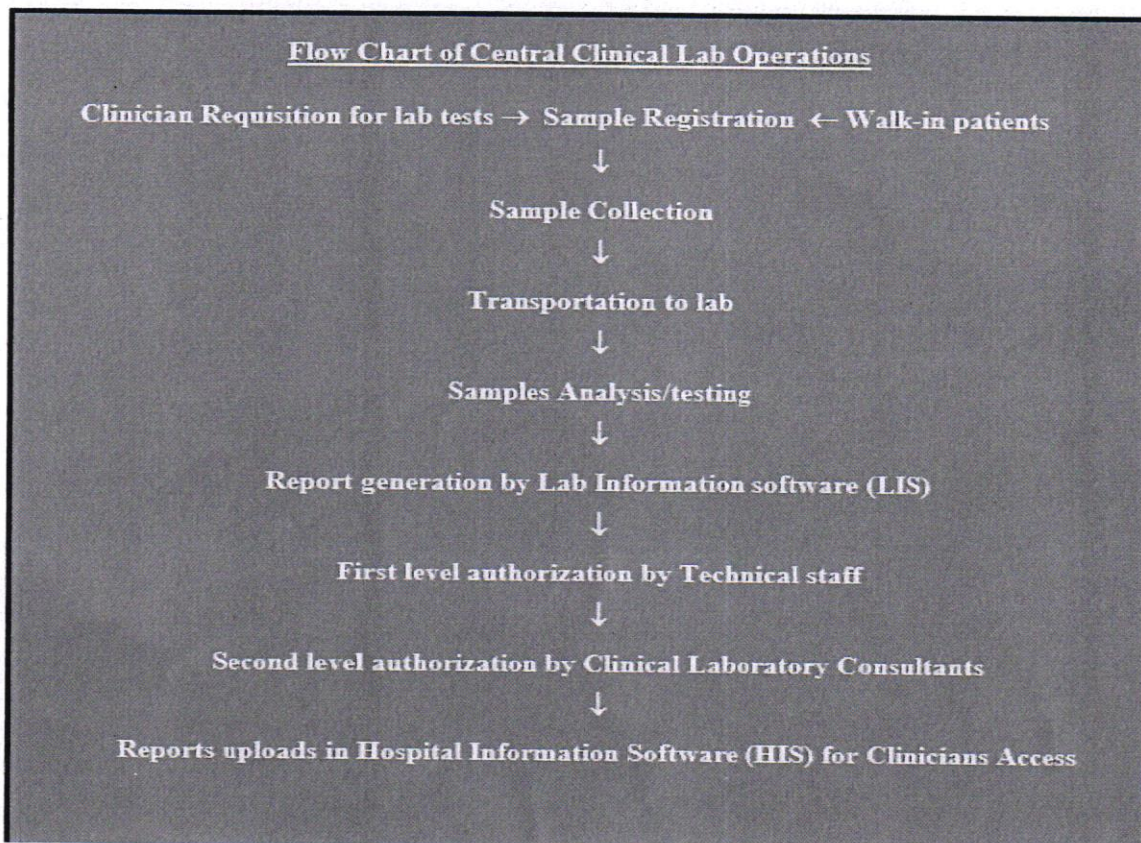 Flow Chart of Central Clinical Lab Operations
Clinician Requisition for lab tests → Sample Registration ← Walk-in patients
↓
Sample Collection
↓
Transportation to lab
↓
Samples Analysis/testing
↓
Report generation by Lab Information software (LIS)
↓
First level authorization by Technical staff
↓
Second level authorization by Clinical Laboratory Consultants
↓
Reports uploads in Hospital Information Software (HIS) for Clinicians Access